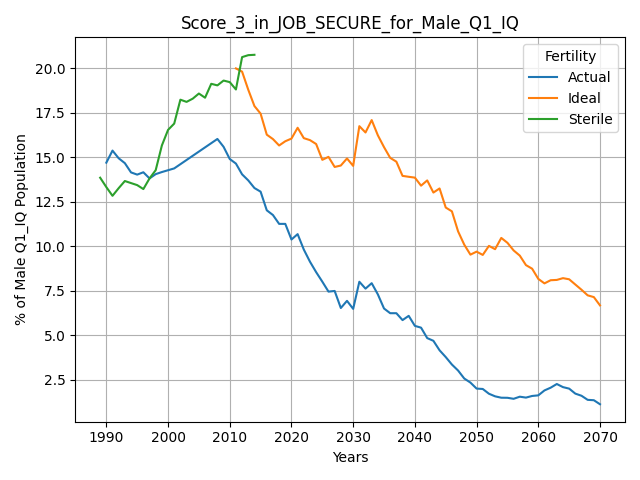 Score_3_in_JOB_SECURE_for_Male_Q1_IQ
Fertility
Actual
Ideal
Sterile
% of Male Q1_IQ Population
20.0
17.5
15.0
12.5
10.0
7.5
5.0
2.5
1990 2000 2010 2020 2030 2040 2050 2060 2070
Years